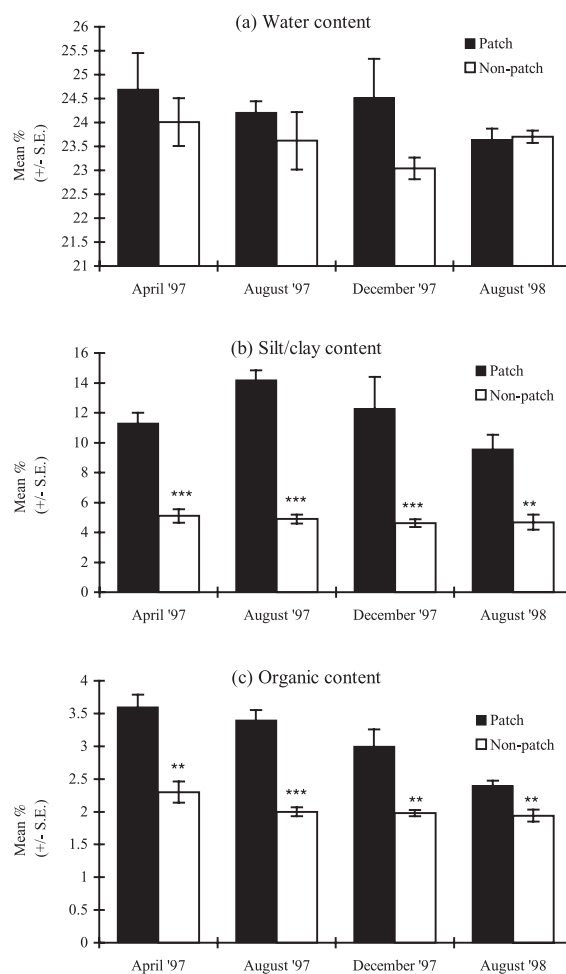 (a) Water content
26
25.5
25
24.5
24
23.5
23
22.5
22
21.5
21
Mean %
(+/- S.E.)
Patch
Non-patch
April '97
August '97
December '97
August '98
(b) Silt/clay content
16
14
12
10
8
6
4
2
0
Mean %
(+/- S.E.)
Patch
Non-patch
***
***
***
**
April '97
August '97
December '97
August '98
(c) Organic content
4
3.5
3
2.5
2
1.5
1
0.5
0
Mean %
(+/- S.E.)
Patch
Non-patch
**
***
**
**
April '97
August '97
December '97
August '98